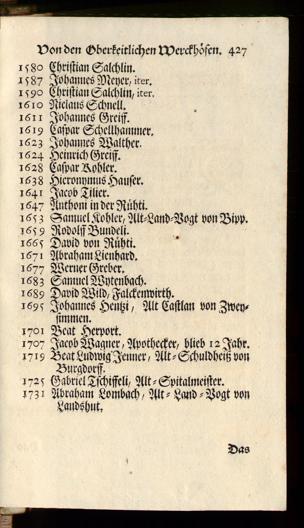 Von den Oberkeitlichen Werckhöfen. 427
1580 Christian Salchlin.
1587 Johannes Meyer, iter.
1590 Christian Salchlin, iter.
1610 Niclaus Schnell.
1611 Johannes Greiff.
1619 Caspar Schellhammer.
1623 Johannes Walther.
1624 Heinrich Greiff.
1628 Caspar Kohler.
1638 Hieronymus Hauser.
1641 Jacob Tilier.
1647 Anthoni in der Rühti.
1653 Samuel Kohler, Alt-Land-Vogt von Bipp.
1659 Rodolff Bundeli.
1665 David von Rühti.
1671 Abraham Lienhard.
1677 Werner Greber.
1683 Samuel Wytenbach.
1689 David Wild, Falckenwirth.
1695 Johannes Hentzi, Alt Castlan von Zwey-
simmen.
1701 Beat Herport.
1707 Jacob Wagner, Apothecker, blieb 12 Jahr.
1719 Beat Ludwig Jenner, Alt-Schuldheiß von
Burgdorff.
1725 Gabriel Tschiffeli, Alt-Spitalmeister.
1731 Abraham Lombach, Alt-Land-Vogt von
Landshut.
Das